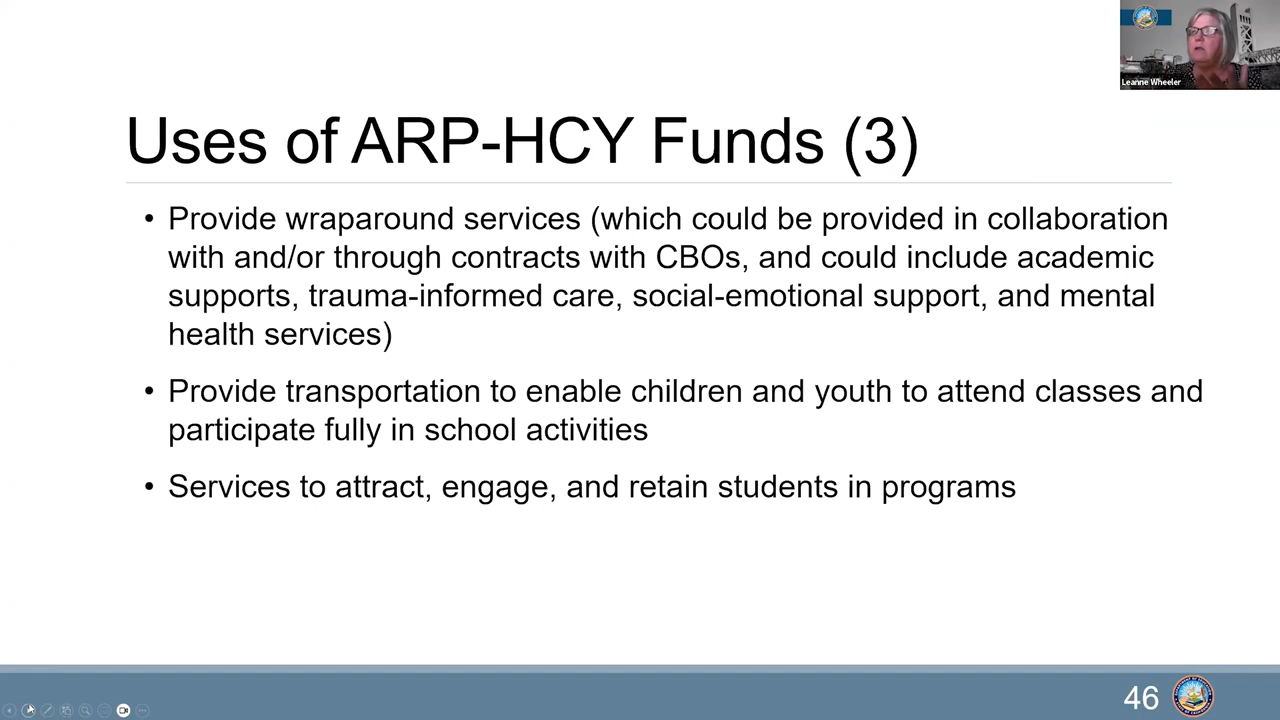 Leanne Wheeler
Uses of ARP-HCY Funds (3)
• Provide wraparound services (which could be provided in collaboration
with and/or through contracts with CBOs, and could include academic
supports, trauma-informed care, social-emotional support, and mental
health services)
• Provide transportation to enable children and youth to attend classes and
participate fully in school activities
• Services to attract, engage, and retain students in programs
46